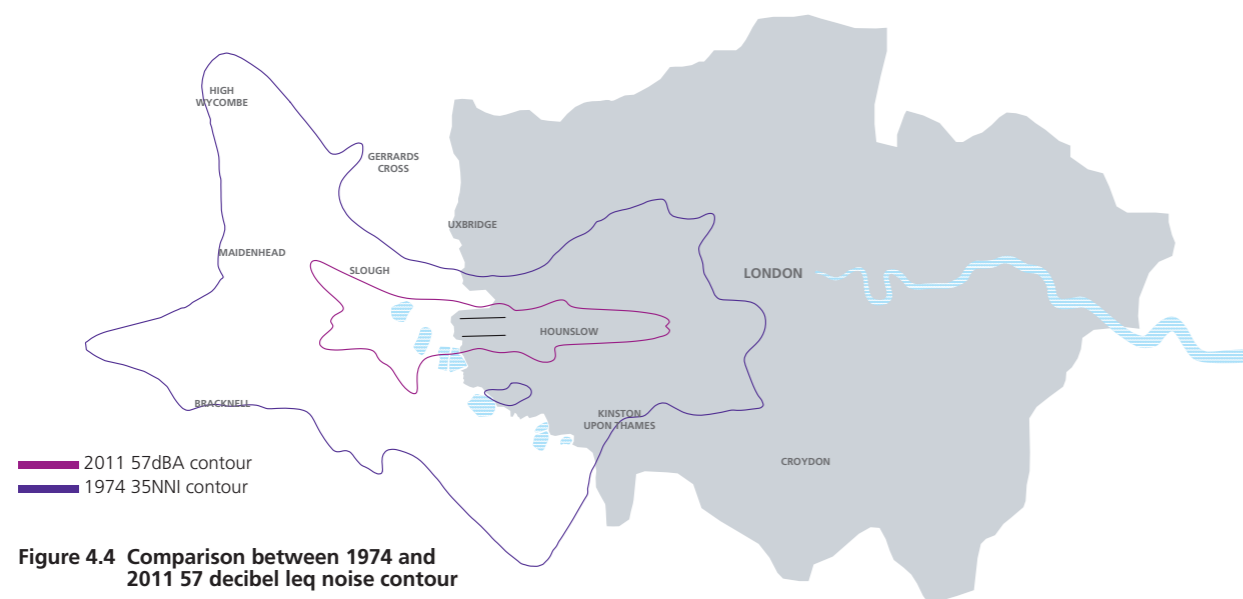 HIGH
WYCOMBE
GERRARDS
CROSS
UXBRIDGE
MAIDENHEAD
SLOUGH
LONDON
HOUNSLOW
BRACKNELL
KINSTON
UPON THAMES
CROYDON
2011 57dBA contour
1974 35NNI contour
Figure 4.4 Comparison between 1974 and
2011 57 decibel leq noise contour